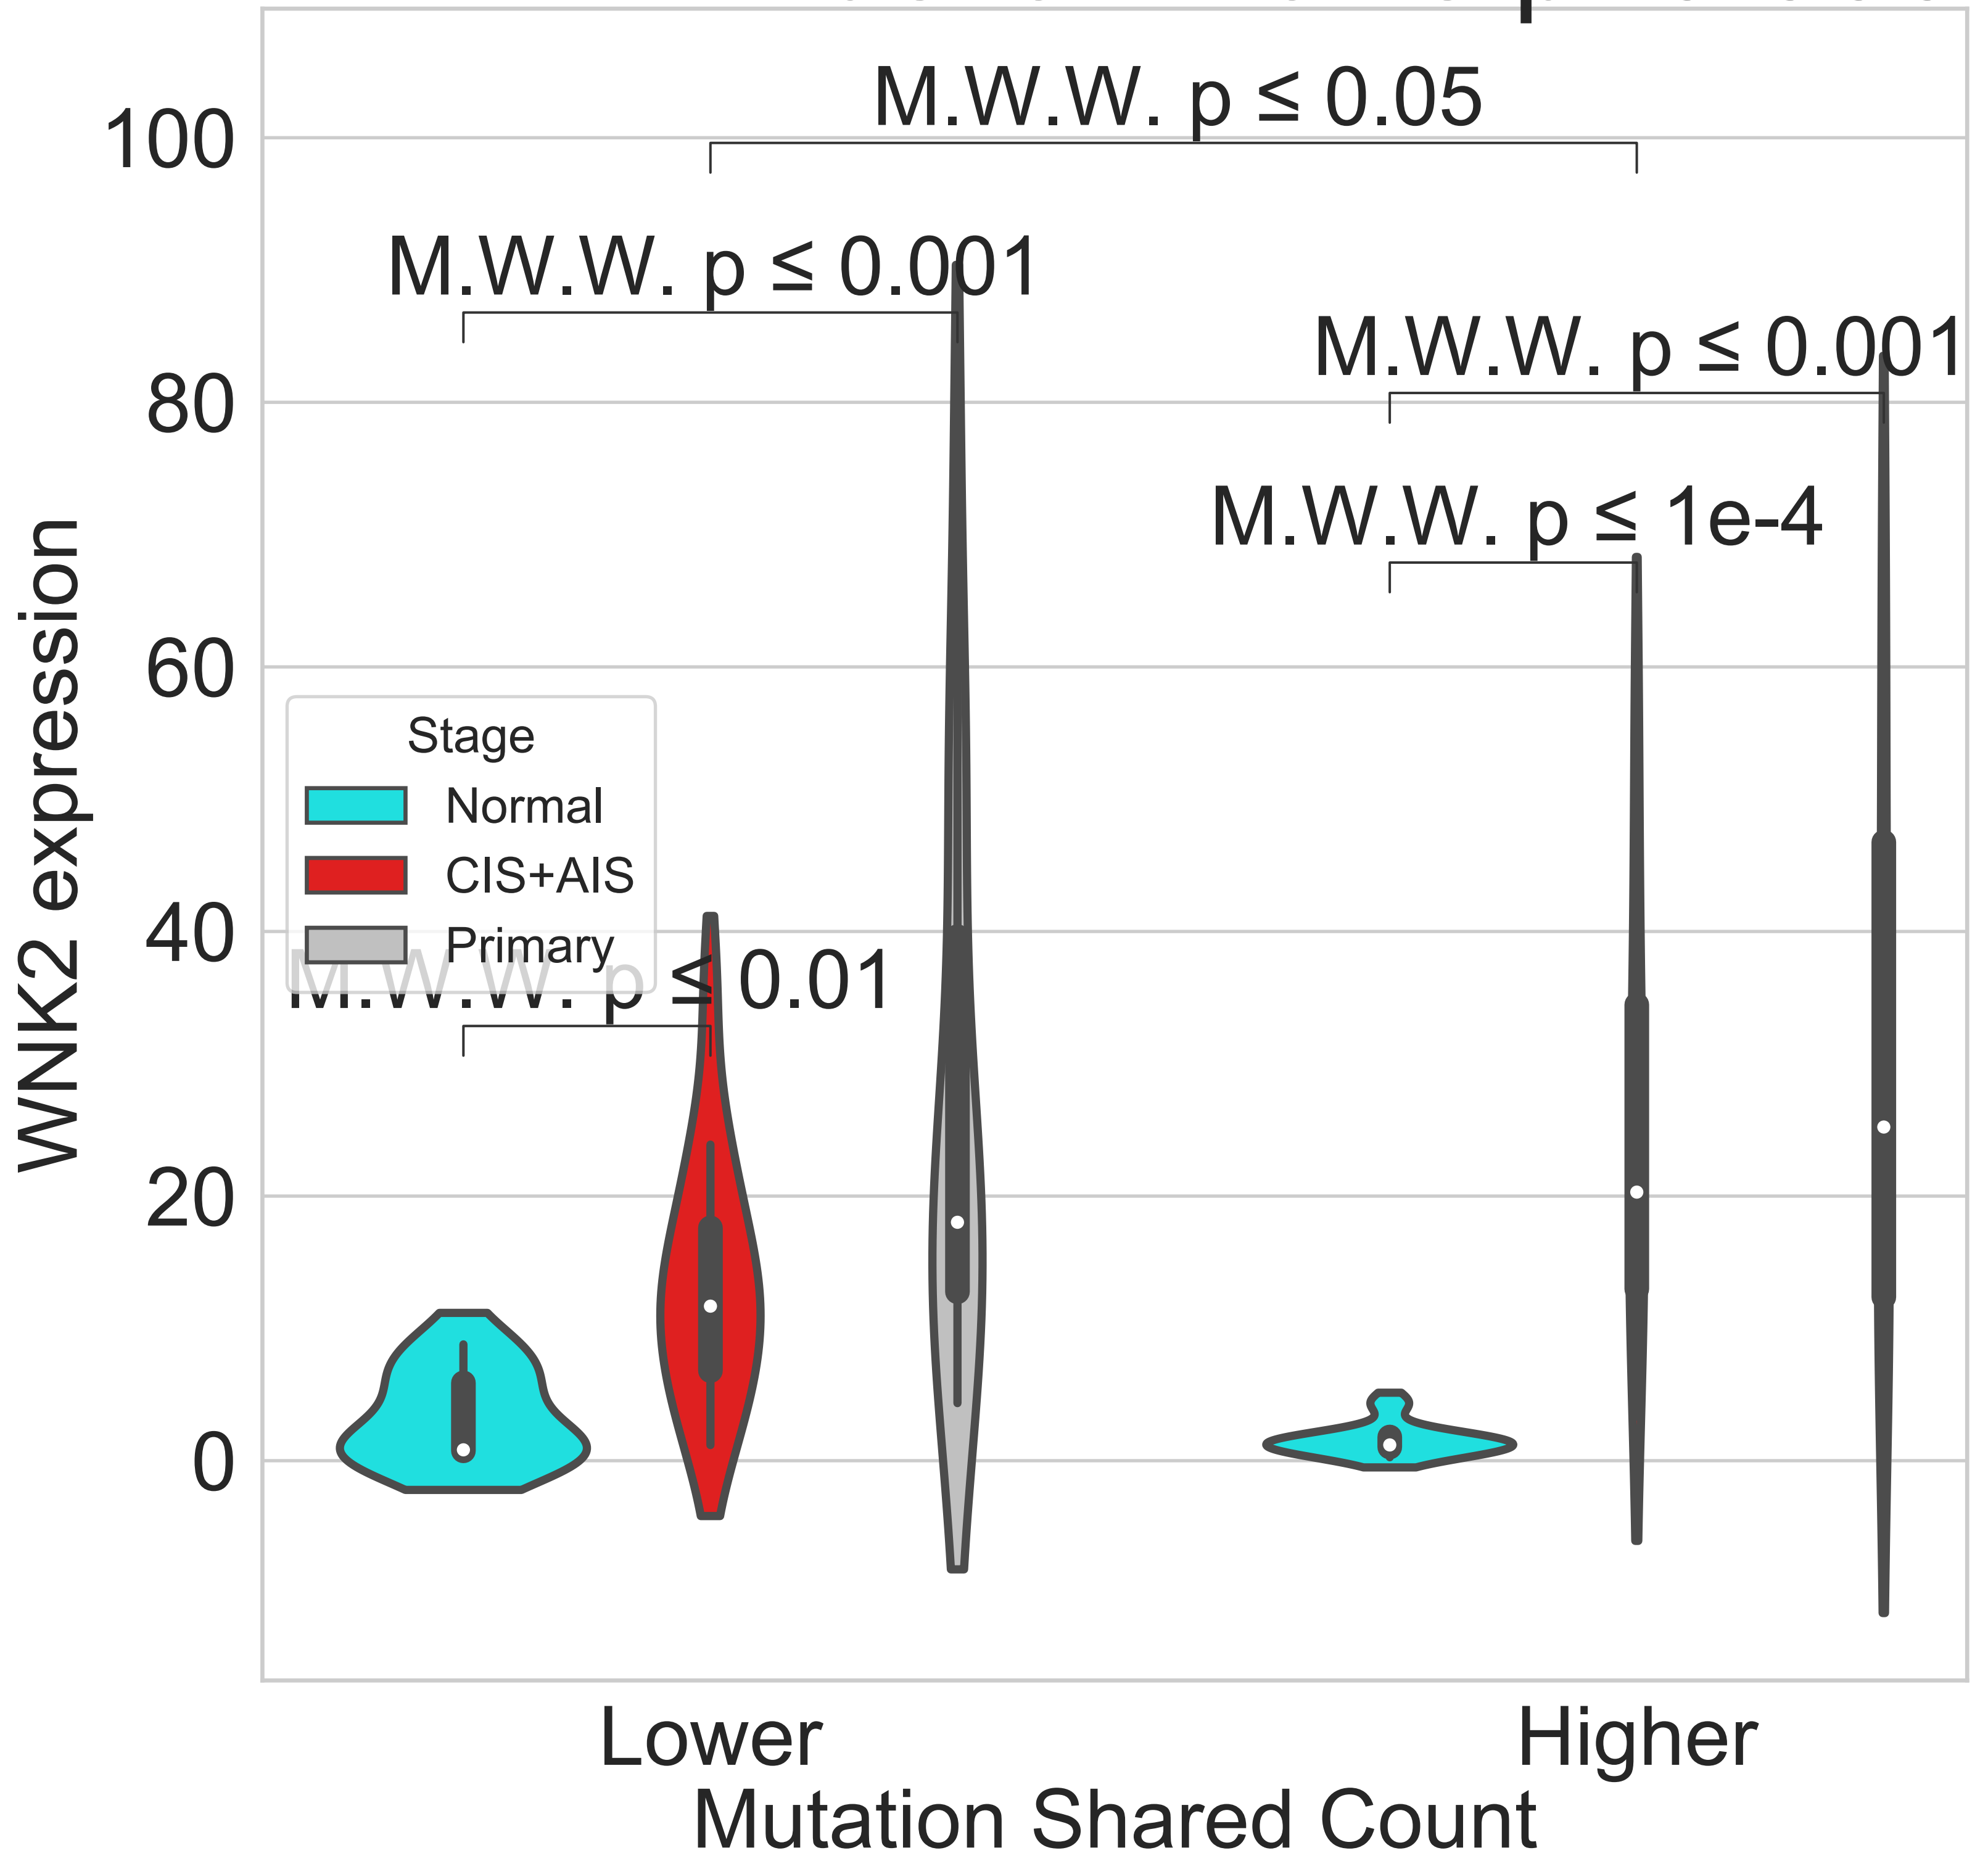 M.W.W. p ≤ 0.05
100
M.W.W. p ≤ 0.001
M.W.W. p ≤ 0.001
80
M.W.W. p ≤ 1e-4
60
Stage
Normal
CIS+AIS
Primary
40
M.W.W. p ≤ 0.01
20
0
WNK2 expression
Lower
Higher
Mutation Shared Count